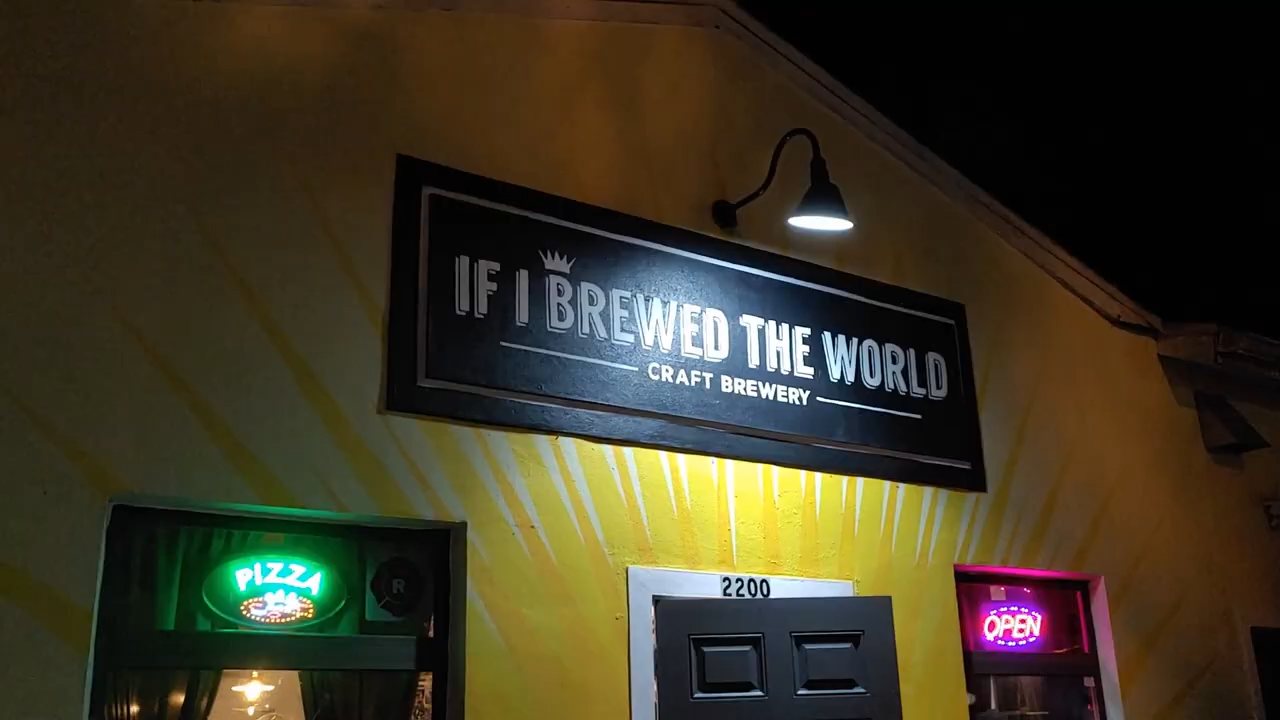 IF I BREWED THE WORLD
CRAFT BREWERY
PIZZA
R
2200
OPEN